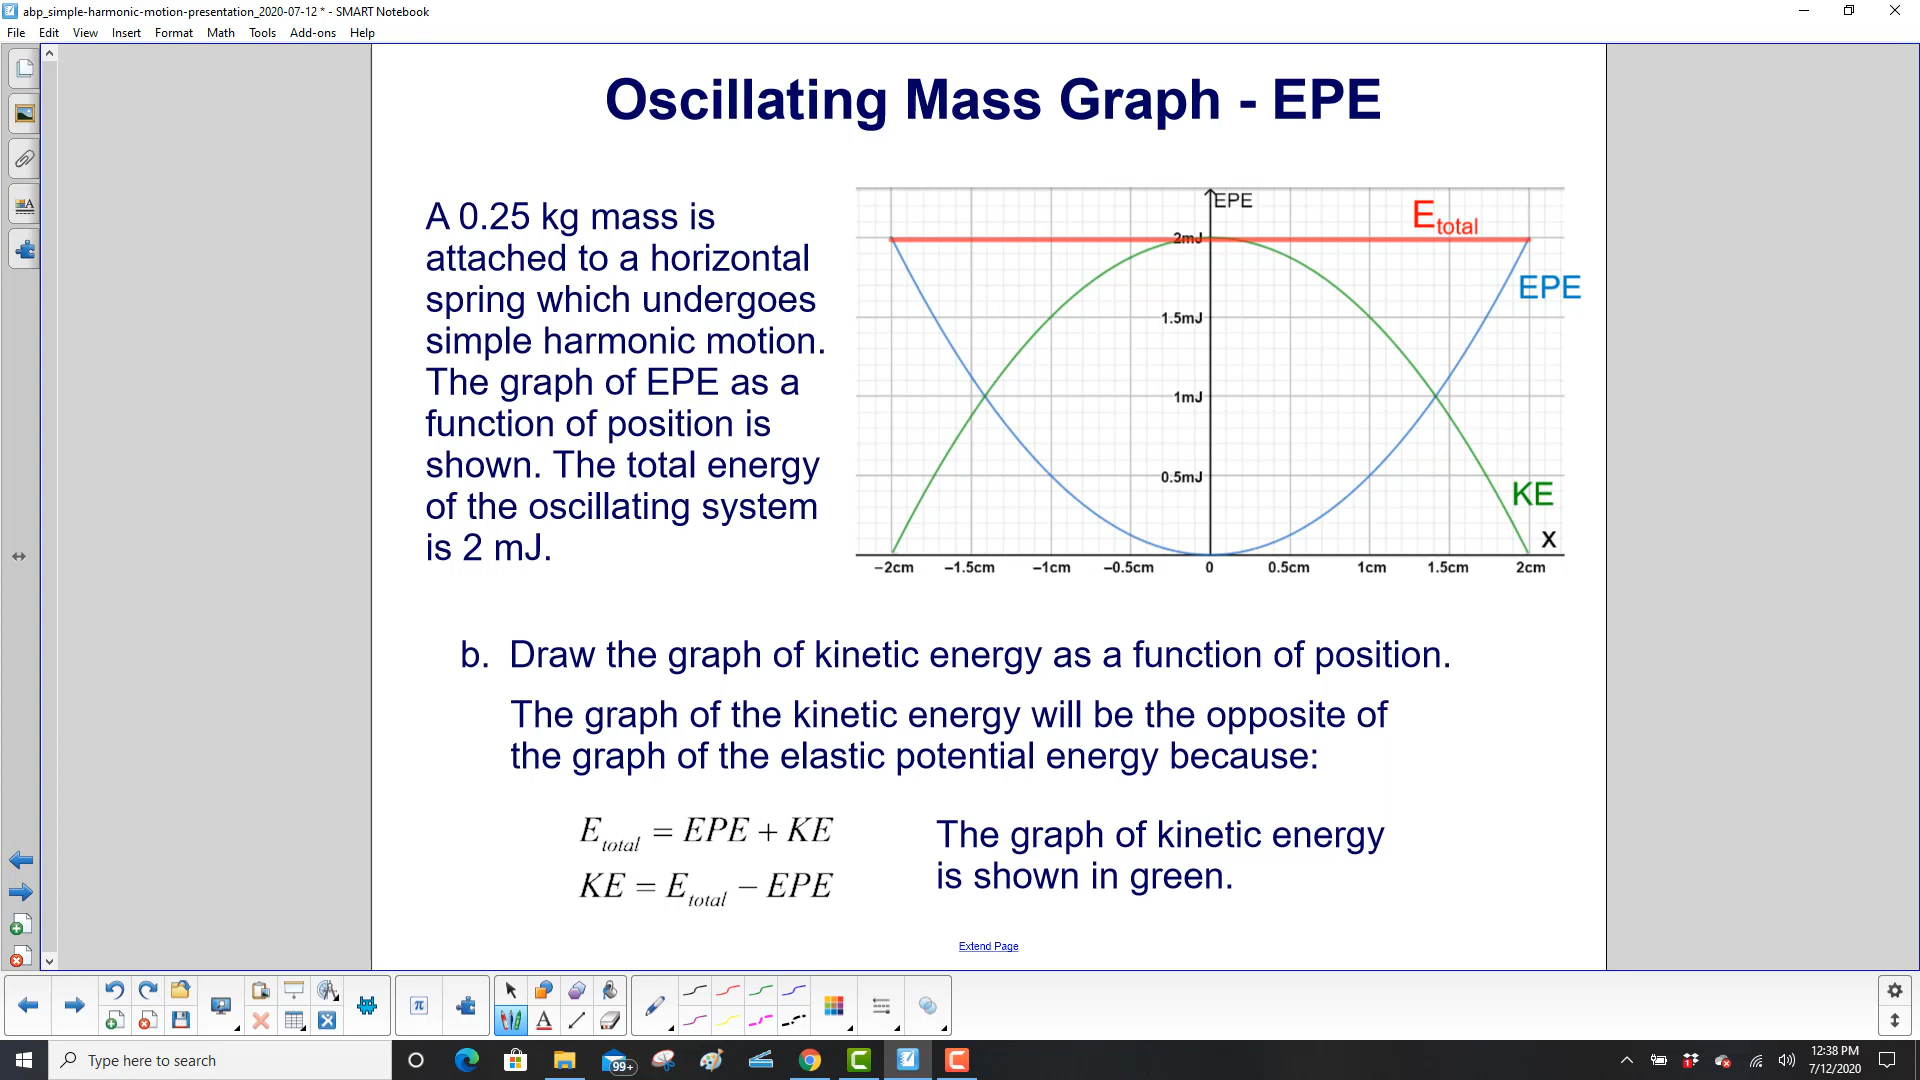 abp_simple-harmonic-motion-presentation_2020-07-12 * - SMART Notebook
File Edit View Insert Format Math Tools Add-ons Help
Oscillating Mass Graph - EPE
A 0.25 kg mass is
attached to a horizontal
spring which undergoes
simple harmonic motion.
The graph of EPE as a
function of position is
shown. The total energy
of the oscillating system
is 2 mJ.
EPE
Etotal
2mJ
EPE
1.5mJ
1mJ
0.5mJ
KE
X
−2cm −1.5cm −1cm −0.5cm 0 0.5cm 1cm 1.5cm 2cm
b. Draw the graph of kinetic energy as a function of position.
The graph of the kinetic energy will be the opposite of
the graph of the elastic potential energy because:
Etotal = EPE + KE
KE = Etotal − EPE
The graph of kinetic energy
is shown in green.
Extend Page
π
A
Type here to search
99+
1
12:38 PM
7/12/2020